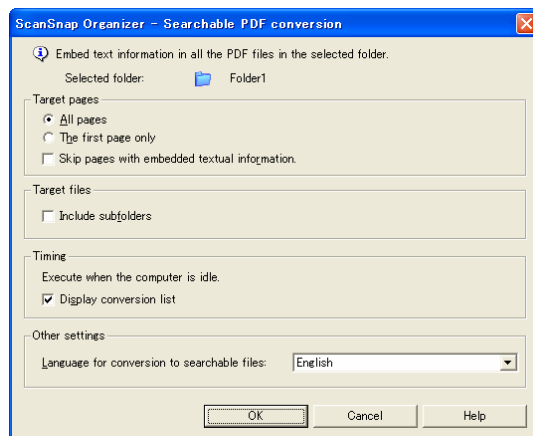 ScanSnap Organizer - Searchable PDF conversion
Embed text information in all the PDF files in the selected folder.
Selected folder: Folder1
Target pages
All pages
The first page only
Skip pages with embedded textual information.
Target files
Include subfolders
Timing
Execute when the computer is idle.
Display conversion list
Other settings
Language for conversion to searchable files: English
OK Cancel Help